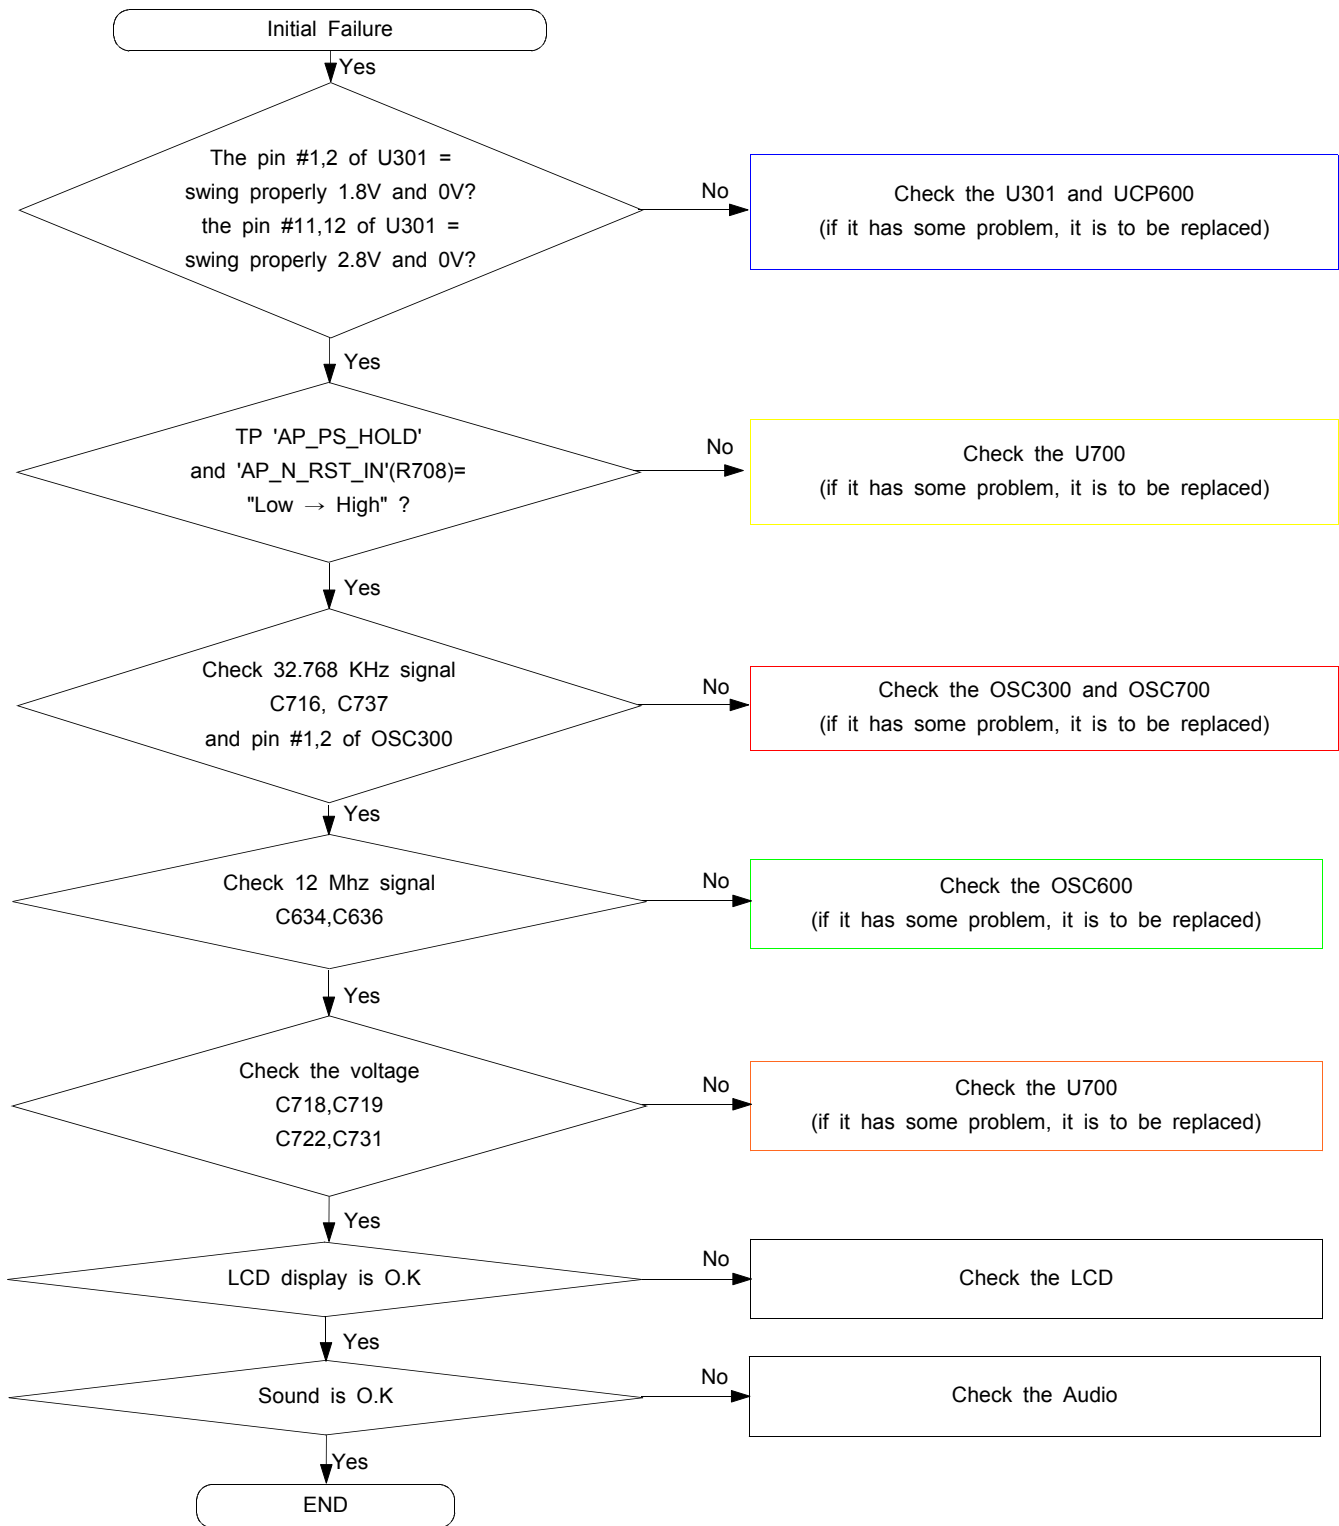 Initial Failure
Yes
The pin #1,2 of U301 =
swing properly 1.8V and 0V?
the pin #11,12 of U301 =
swing properly 2.8V and 0V?
No
Check the U301 and UCP600
(if it has some problem, it is to be replaced)
Yes
TP 'AP_PS_HOLD'
and 'AP_N_RST_IN'(R708)=
"Low → High" ?
No
Check the U700
(if it has some problem, it is to be replaced)
Yes
Check 32.768 KHz signal
C716, C737
and pin #1,2 of OSC300
No
Check the OSC300 and OSC700
(if it has some problem, it is to be replaced)
Yes
Check 12 Mhz signal
C634,C636
No
Check the OSC600
(if it has some problem, it is to be replaced)
Yes
Check the voltage
C718,C719
C722,C731
No
Check the U700
(if it has some problem, it is to be replaced)
Yes
LCD display is O.K
No
Check the LCD
Yes
Sound is O.K
No
Check the Audio
Yes
END